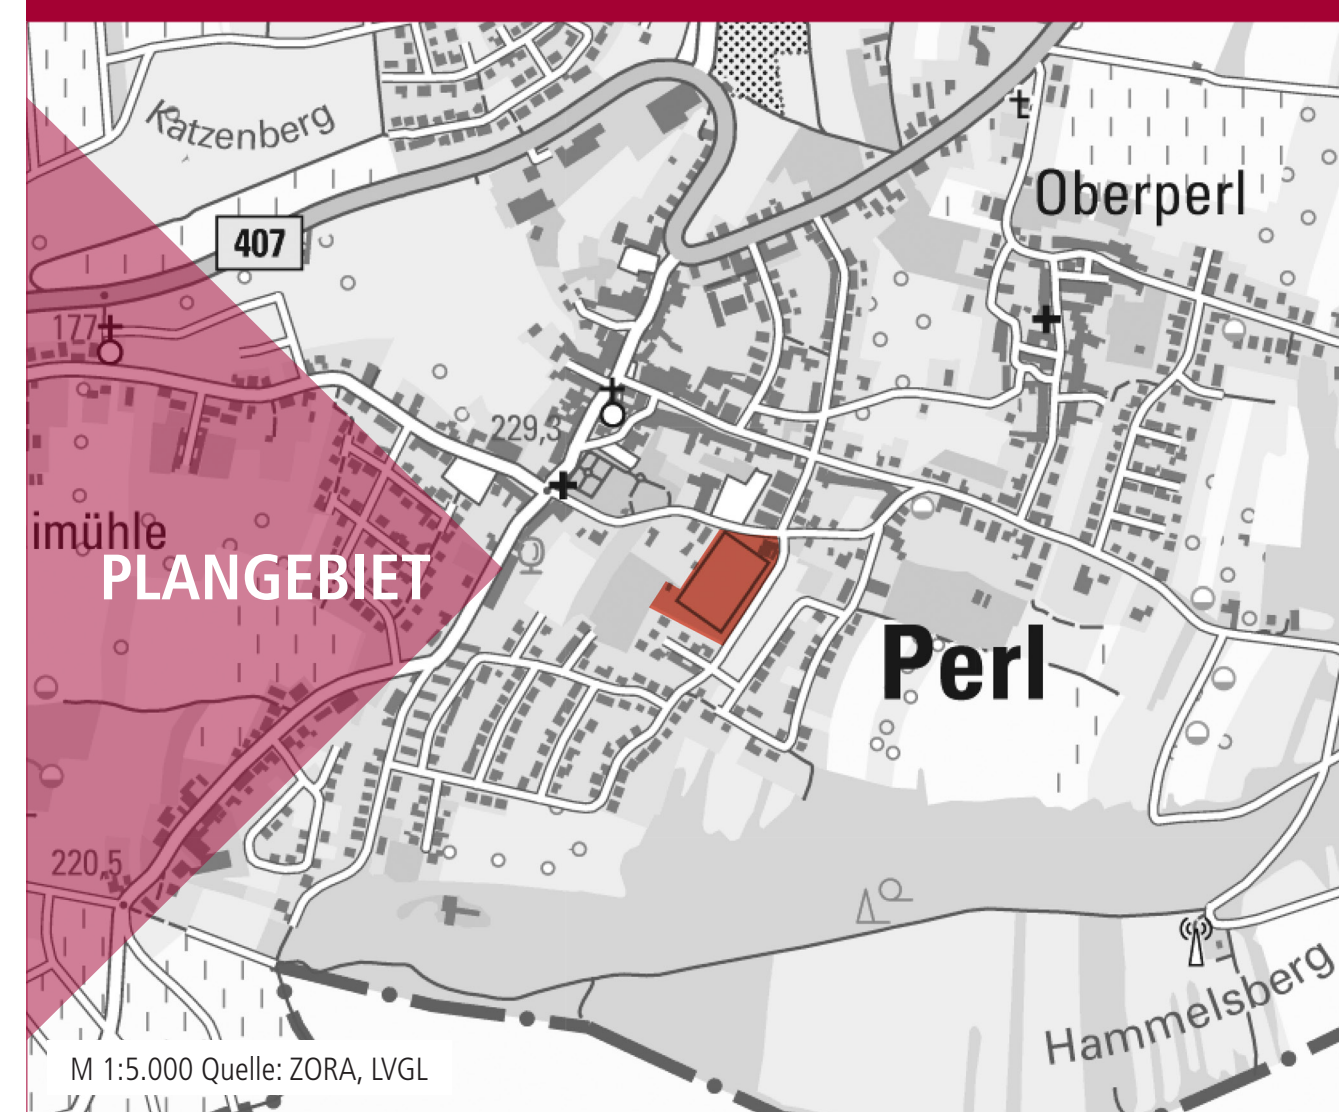 Katzenberg
Oberperl
407
177
229,3
imühle
PLANGEBIET
Perl
220,5
Hammelsberg
M 1:5.000 Quelle: ZORA, LVGL